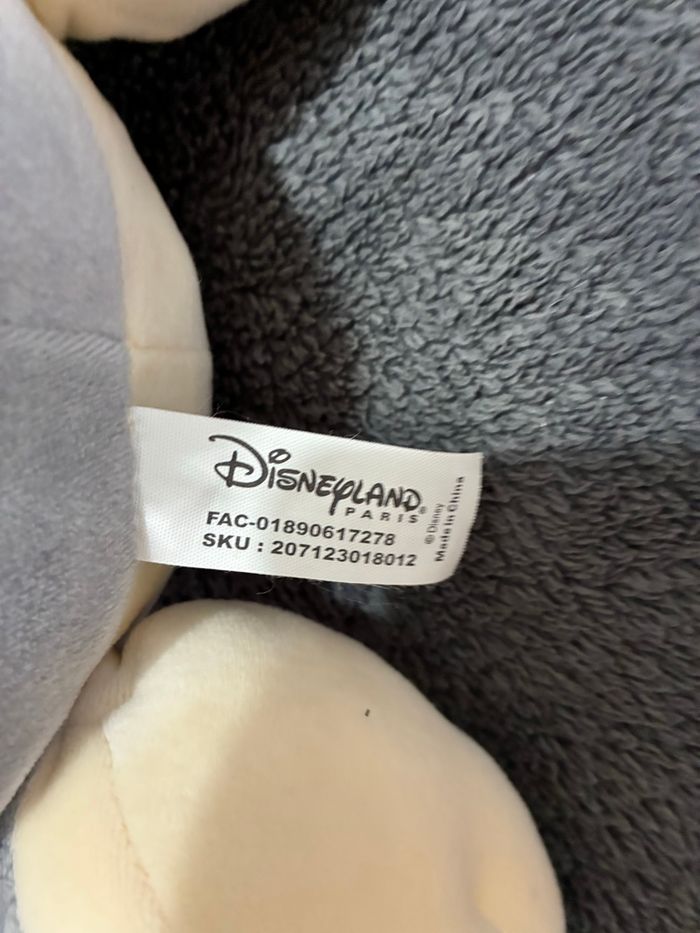 DISNEYLAND®
PARIS
FAC-01890617278
SKU : 207123018012
© Disney
Made in China